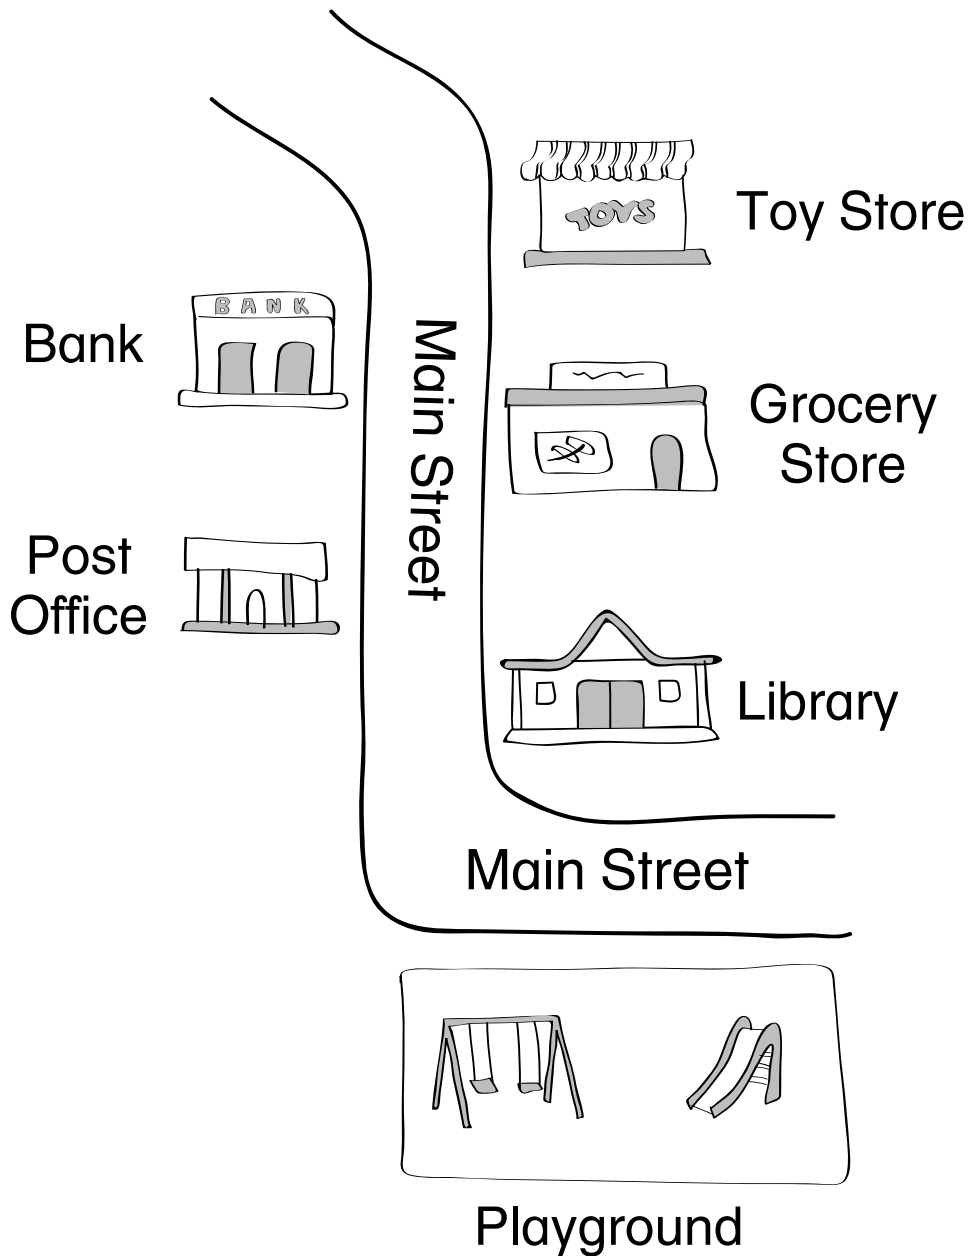 TOYS
Toy Store
BANK
Bank
Main Street
Grocery
Store
Post
Office
Library
Main Street
Playground